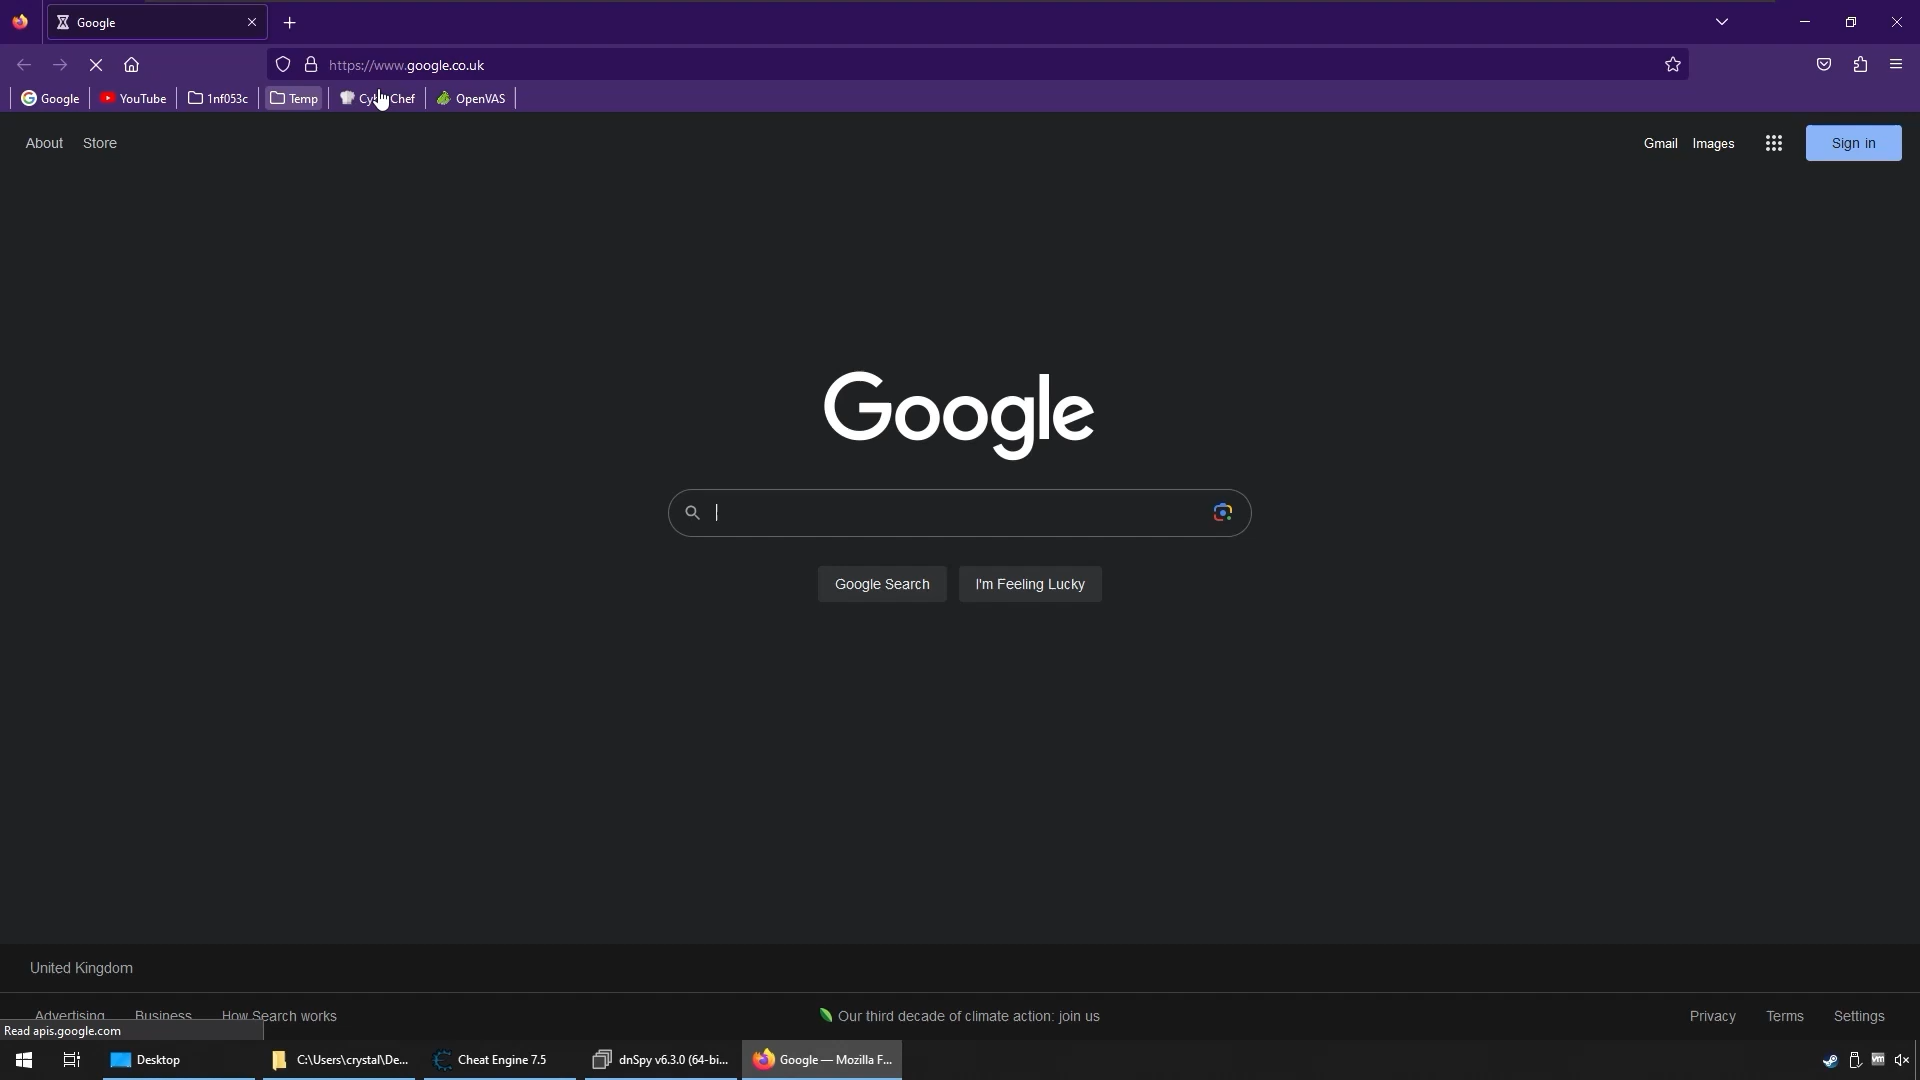 Google
https://www.google.co.uk
Google YouTube 1nf053c Temp CyberChef OpenVAS
About Store Gmail Images Sign in
Google
Google Search I'm Feeling Lucky
United Kingdom
Advertising Business How Search works Our third decade of climate action: join us Privacy Terms Settings
Read apis.google.com
Desktop C:\Users\crystal\De... Cheat Engine 7.5 dnSpy v6.3.0 (64-bi... Google — Mozilla F... vm